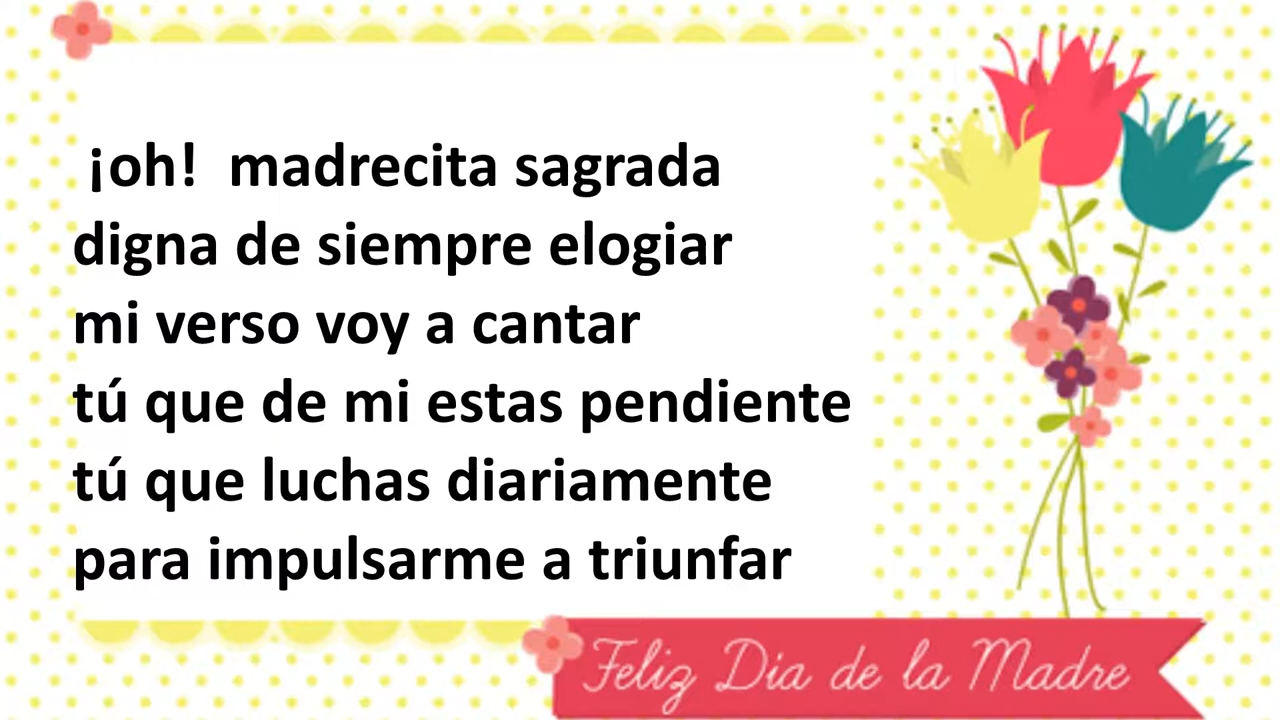 ¡oh! madrecita sagrada
digna de siempre elogiar
mi verso voy a cantar
tú que de mi estas pendiente
tú que luchas diariamente
para impulsarme a triunfar
Feliz Dia de la Madre